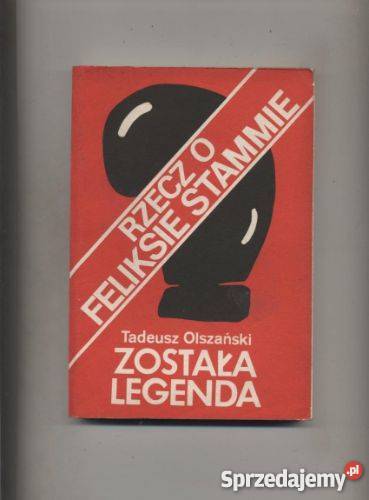 RZECZ O
FELIKSIE STAMMIE
Tadeusz Olszański
ZOSTAŁA
LEGENDA
Sprzedajemy.pl